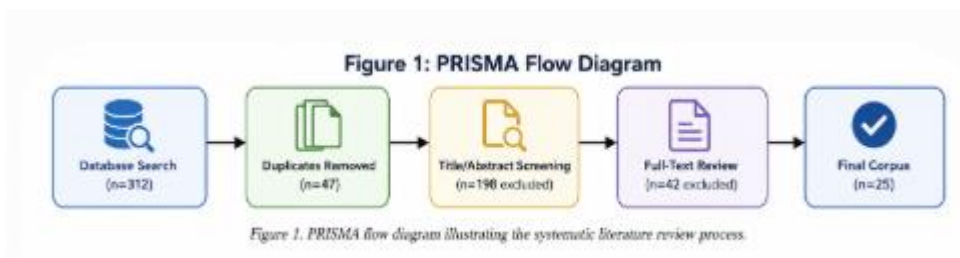 Figure 1: PRISMA Flow Diagram
Database Search
(n=312)
Duplicates Removed
(n=47)
Title/Abstract Screening
(n=198 excluded)
Full-Text Review
(n=42 excluded)
Final Corpus
(n=25)
Figure 1. PRISMA flow diagram illustrating the systematic literature review process.